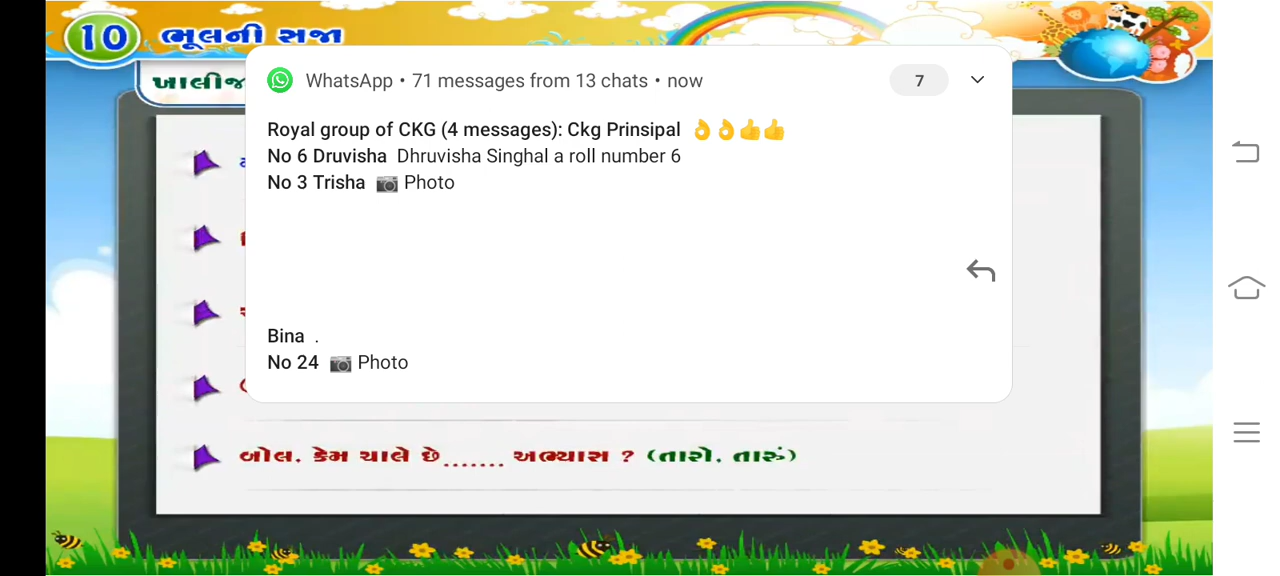 10 ભૂલની સજા
ખાલીજ
WhatsApp • 71 messages from 13 chats • now 7
Royal group of CKG (4 messages): Ckg Prinsipal 👌👌👍👍
No 6 Druvisha Dhruvisha Singhal a roll number 6
No 3 Trisha 📷 Photo
Bina .
No 24 📷 Photo
બોલ, કેમ ચાલે છે....... અભ્યાસ ? (તારો, તારું)